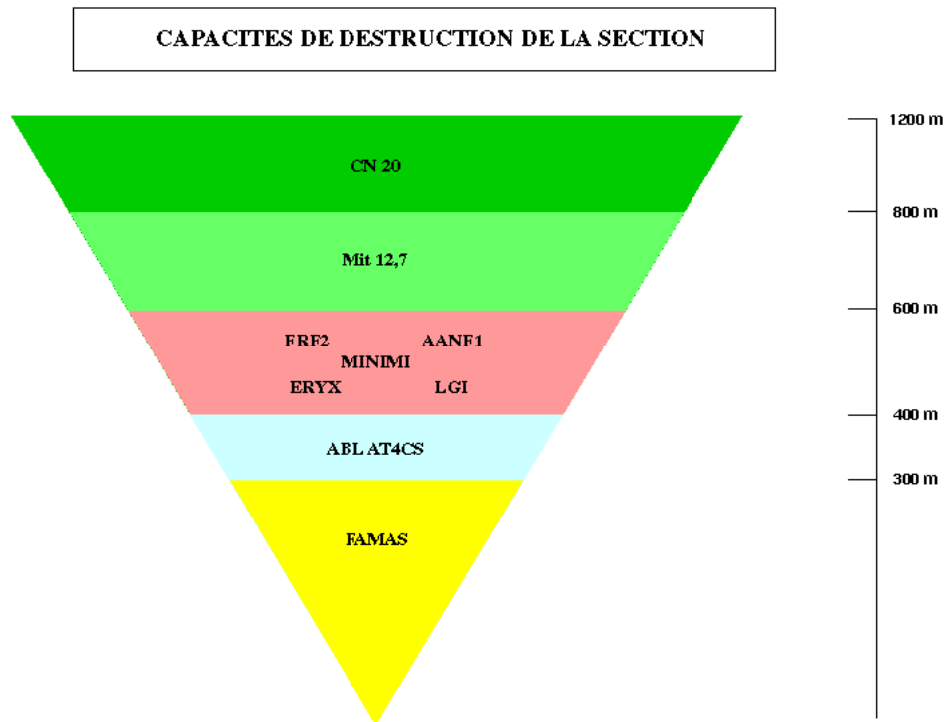 CAPACITES DE DESTRUCTION DE LA SECTION
1200 m
CN 20
800 m
Mit 12,7
600 m
FRF2 AANF1
MINIMI
ERYX LGI
400 m
ABL AT4CS
300 m
FAMAS